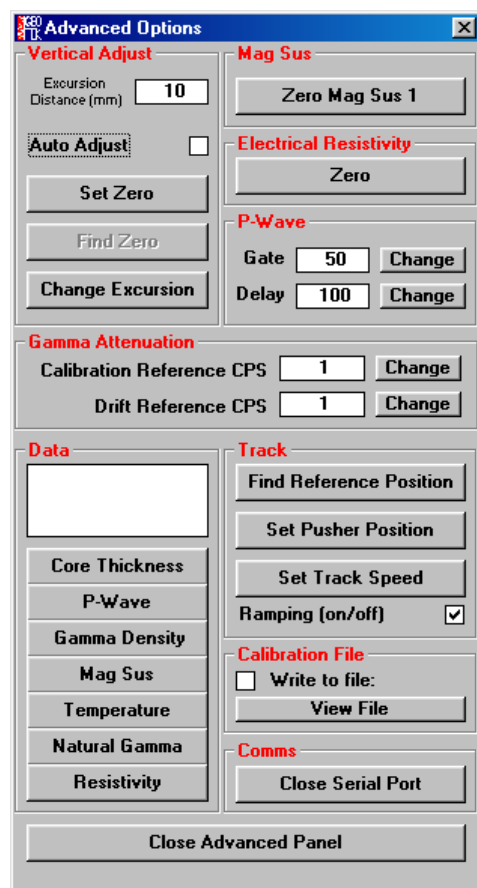 GEO TK Advanced Options
Vertical Adjust
Excursion
Distance (mm) 10
Auto Adjust
Set Zero
Find Zero
Change Excursion
Mag Sus
Zero Mag Sus 1
Electrical Resistivity
Zero
P-Wave
Gate 50 Change
Delay 100 Change
Gamma Attenuation
Calibration Reference CPS 1 Change
Drift Reference CPS 1 Change
Data
Core Thickness
P-Wave
Gamma Density
Mag Sus
Temperature
Natural Gamma
Resistivity
Track
Find Reference Position
Set Pusher Position
Set Track Speed
Ramping (on/off)
Calibration File
Write to file:
View File
Comms
Close Serial Port
Close Advanced Panel